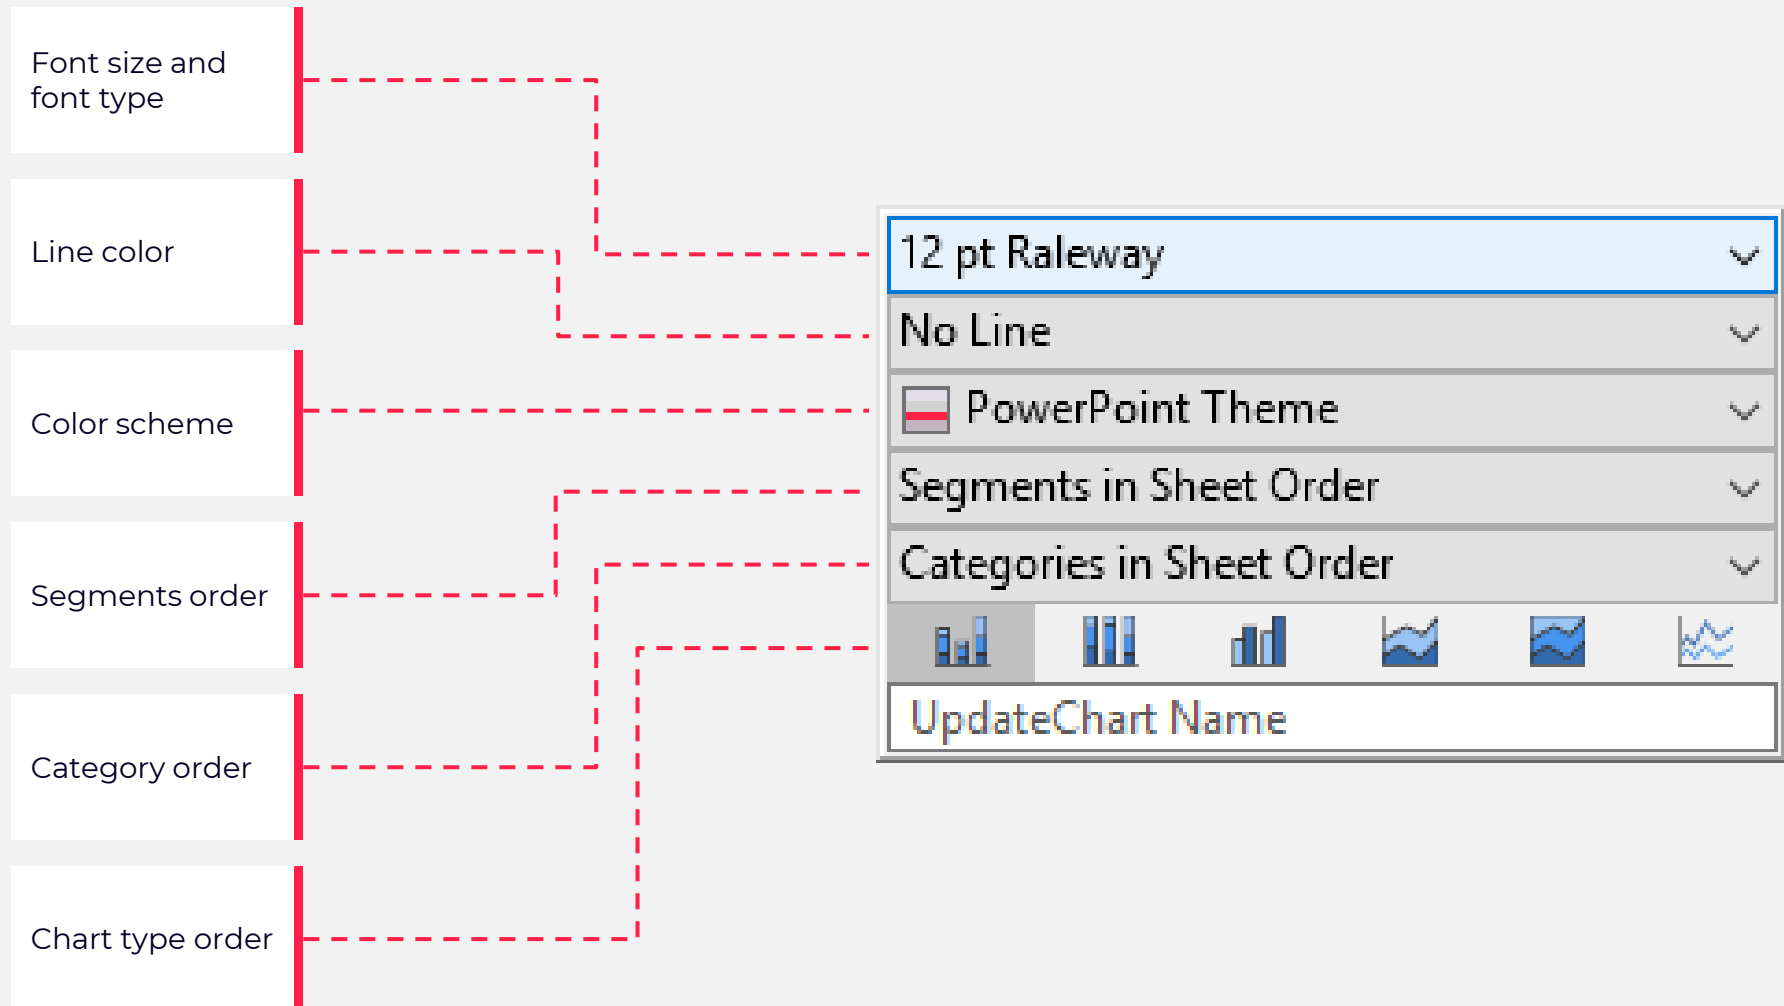 Font size and
font type
Line color
Color scheme
Segments order
Category order
Chart type order
12 pt Raleway
No Line
PowerPoint Theme
Segments in Sheet Order
Categories in Sheet Order
UpdateChart Name